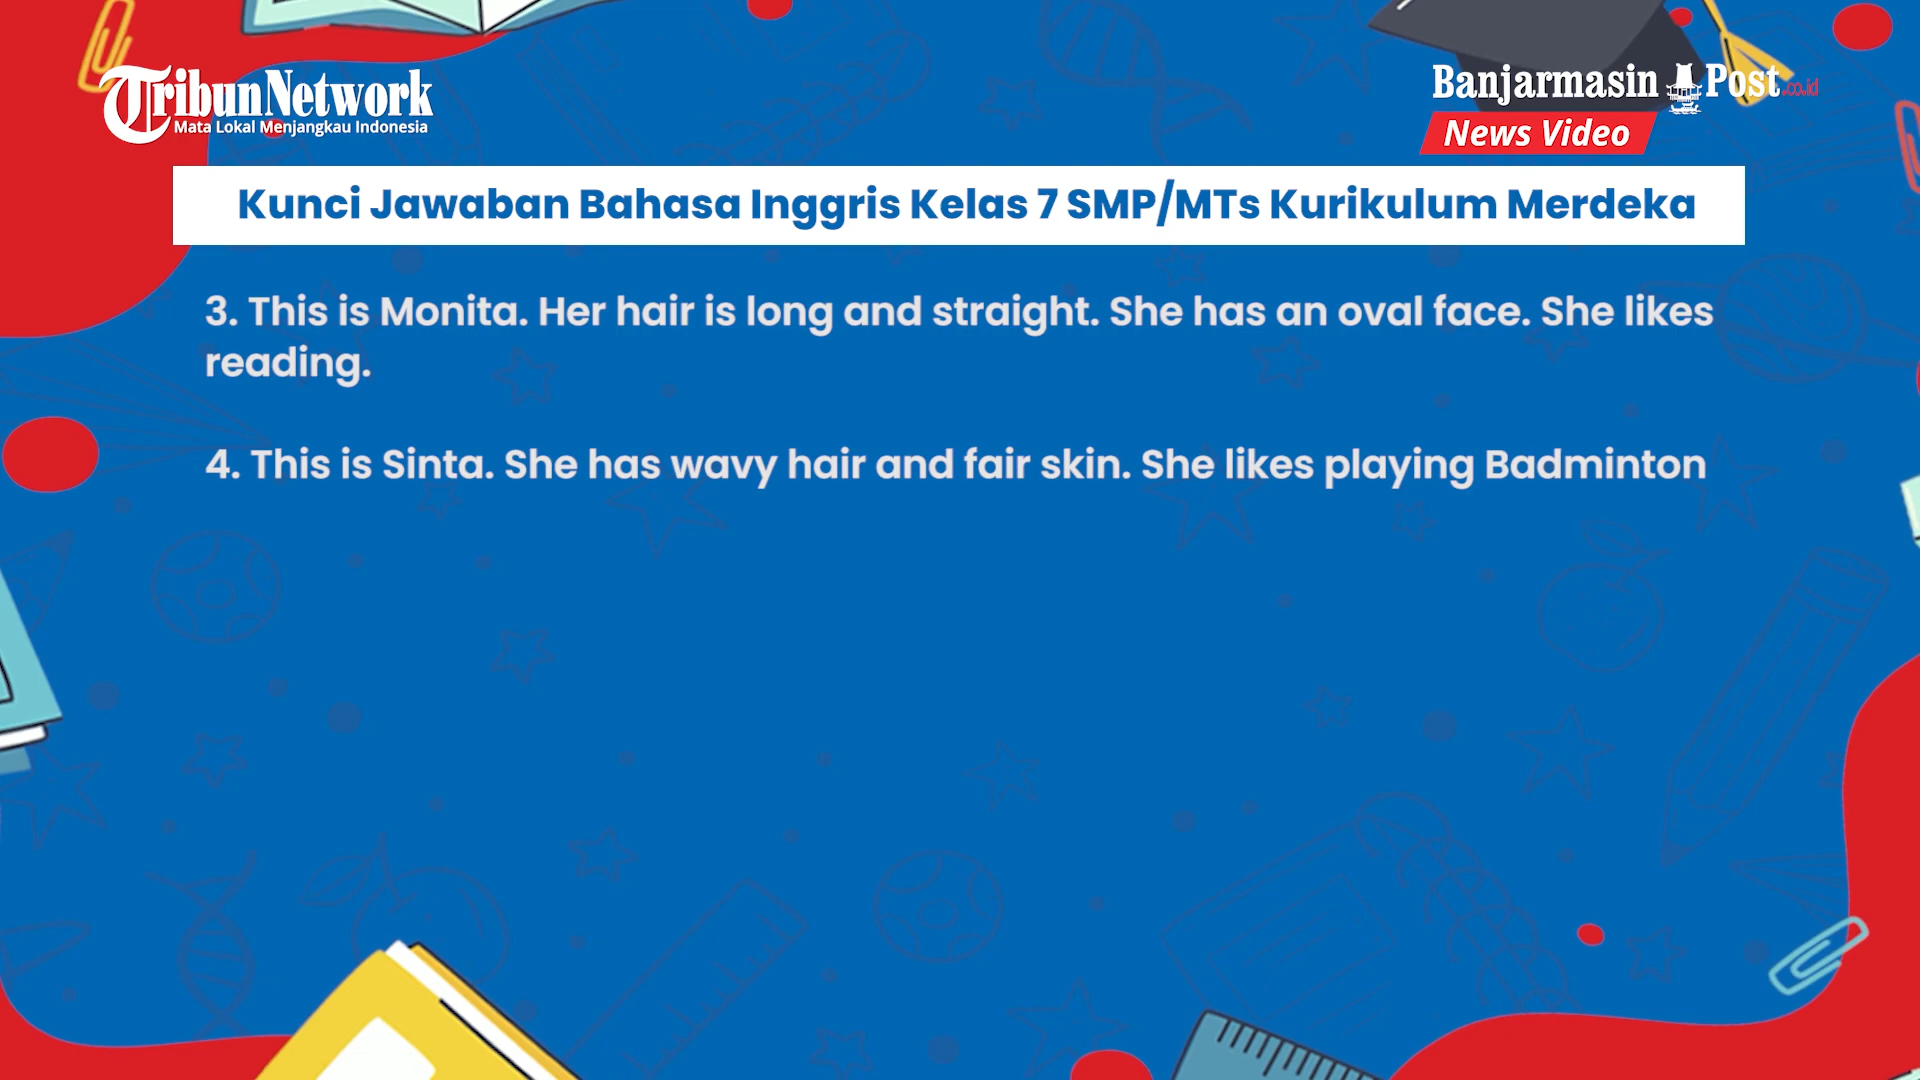 TribunNetwork
Mata Lokal Menjangkau Indonesia
Banjarmasin Post.co.id
News Video
Kunci Jawaban Bahasa Inggris Kelas 7 SMP/MTs Kurikulum Merdeka
3. This is Monita. Her hair is long and straight. She has an oval face. She likes
reading.
4. This is Sinta. She has wavy hair and fair skin. She likes playing Badminton